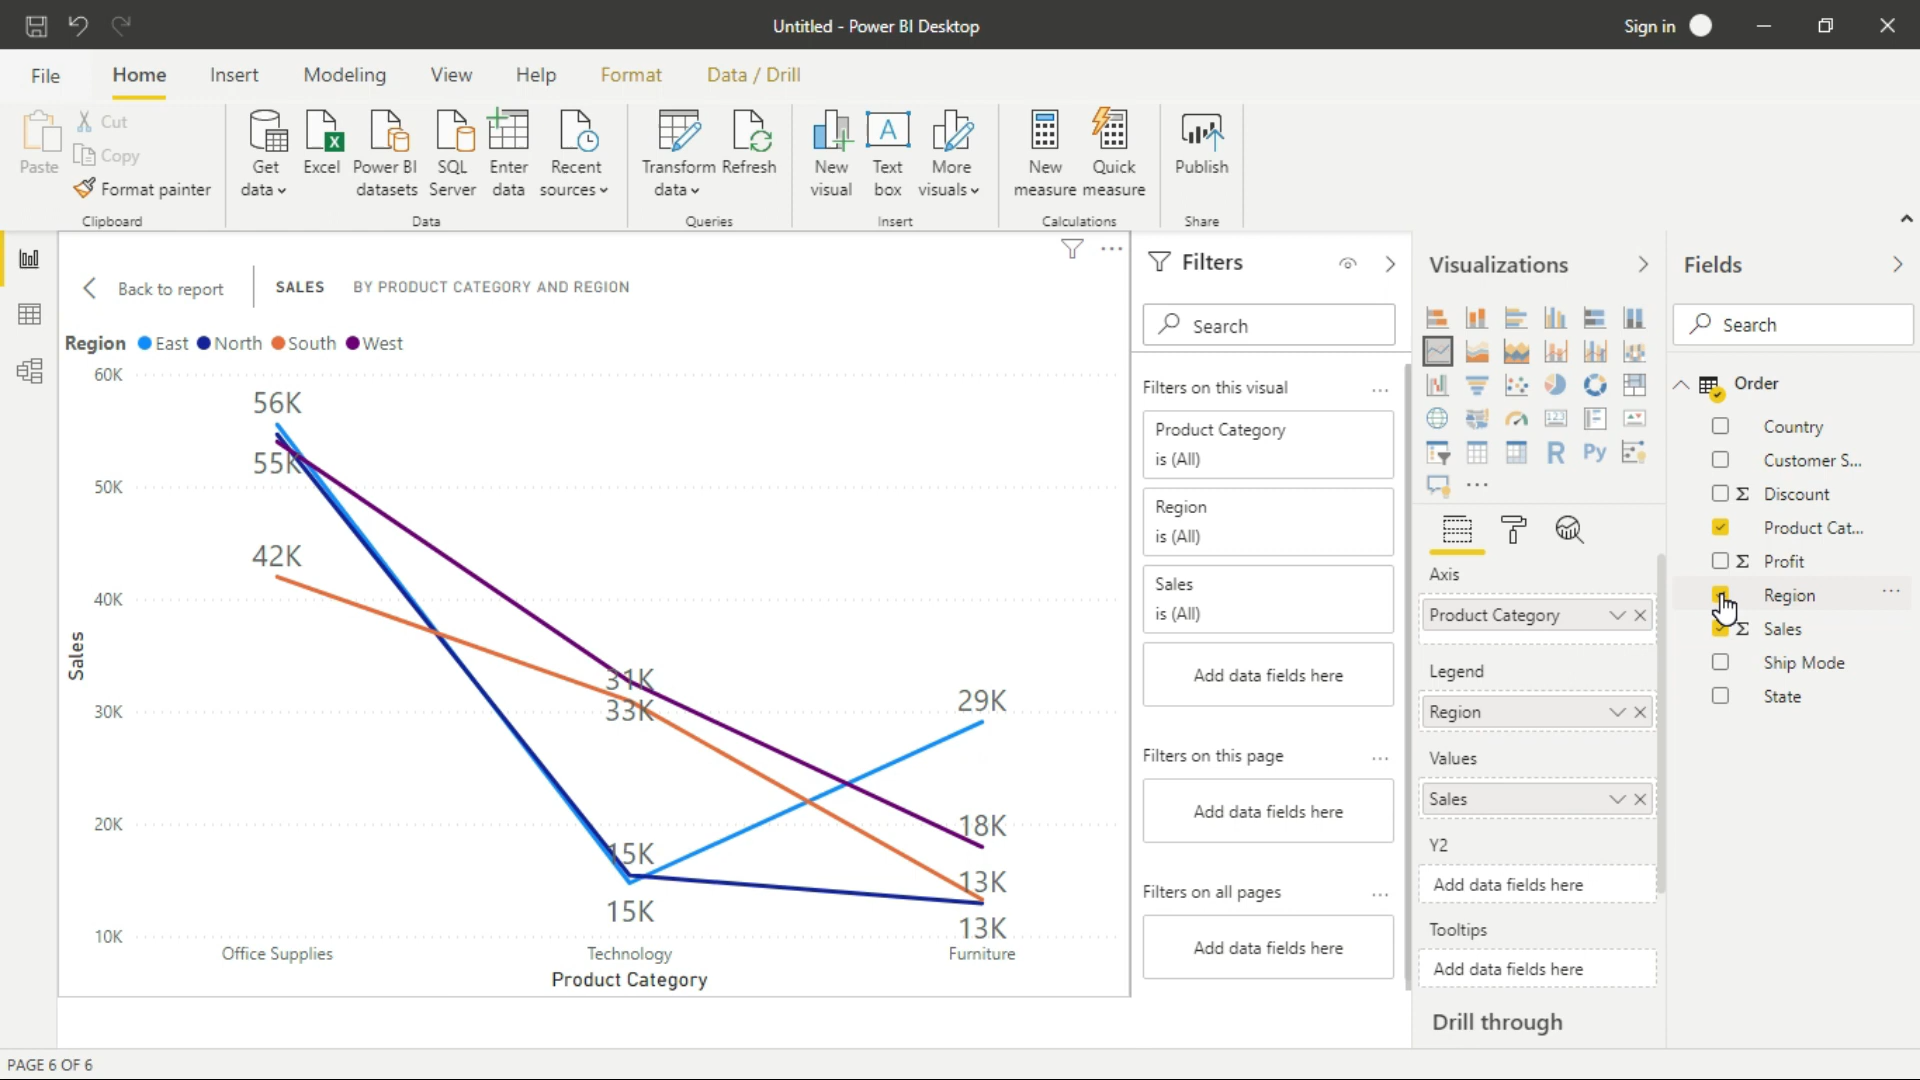 Untitled - Power BI Desktop
Sign in
File Home Insert Modeling View Help Format Data / Drill
Paste
Cut
Copy
Format painter
Clipboard
Get data
Excel
Power BI datasets
SQL Server
Enter data
Recent sources
Data
Transform data
Refresh
Queries
New visual
A
Text box
More visuals
Insert
New measure
Quick measure
Calculations
Publish
Share
Back to report
SALES BY PRODUCT CATEGORY AND REGION
Region East North South West
60K
50K
40K
30K
20K
10K
Sales
56K
55K
42K
31K
33K
15K
15K
29K
18K
13K
13K
Office Supplies Technology Furniture
Product Category
Filters
Search
Filters on this visual
Product Category
is (All)
Region
is (All)
Sales
is (All)
Add data fields here
Filters on this page
Add data fields here
Filters on all pages
Add data fields here
Visualizations
123
R
Py
Axis
Product Category
Legend
Region
Values
Sales
Y2
Add data fields here
Tooltips
Add data fields here
Drill through
Fields
Search
Order
Country
Customer S...
Σ Discount
Product Cat...
Σ Profit
Region
Σ Sales
Ship Mode
State
PAGE 6 OF 6